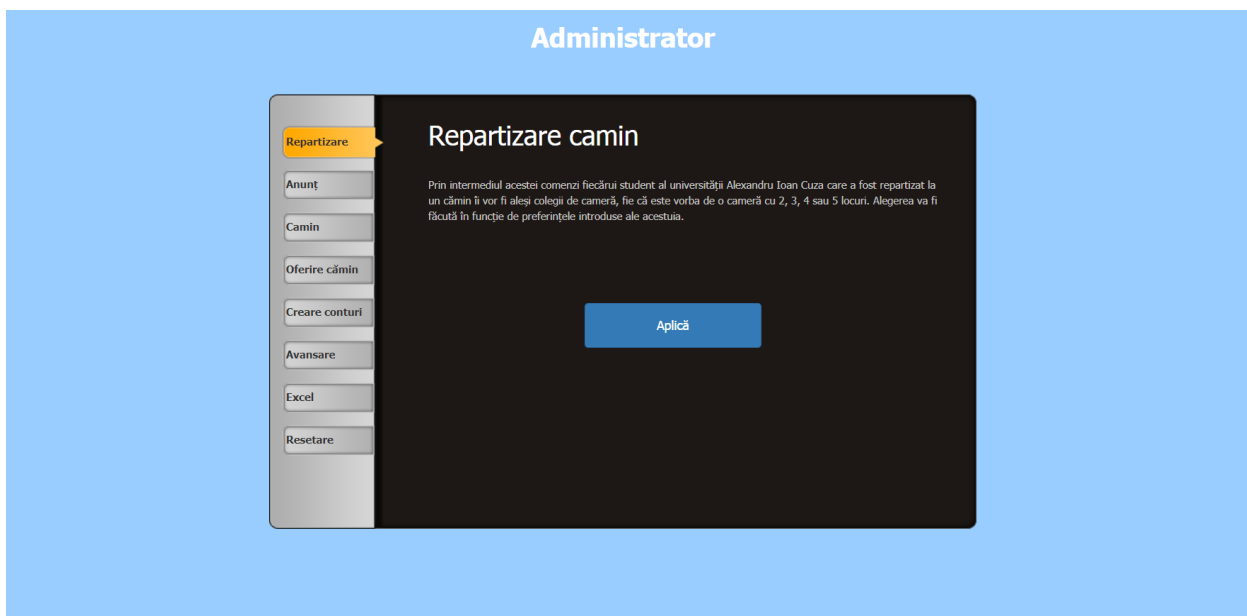 Administrator
Repartizare
Anunț
Camin
Oferire cămin
Creare conturi
Avansare
Excel
Resetare
Repartizare camin
Prin intermediul acestei comenzi fiecărui student al universității Alexandru Ioan Cuza care a fost repartizat la
un cămin îi vor fi aleși colegii de cameră, fie că este vorba de o cameră cu 2, 3, 4 sau 5 locuri. Alegerea va fi
făcută în funcție de preferințele introduse ale acestuia.
Aplică